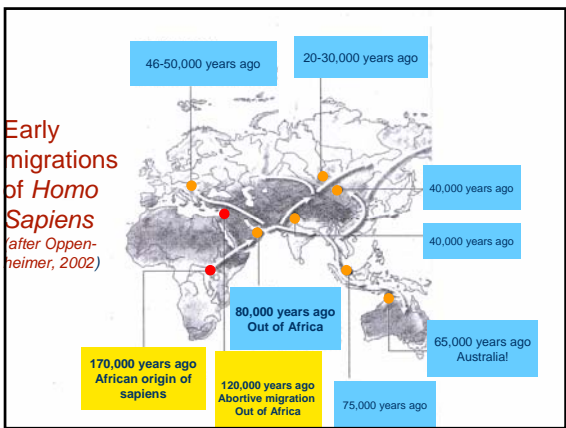 Early
migrations
of Homo
Sapiens
(after Oppen-
heimer, 2002)
46-50,000 years ago
20-30,000 years ago
40,000 years ago
40,000 years ago
80,000 years ago
Out of Africa
65,000 years ago
Australia!
170,000 years ago
African origin of
sapiens
120,000 years ago
Abortive migration
Out of Africa
75,000 years ago